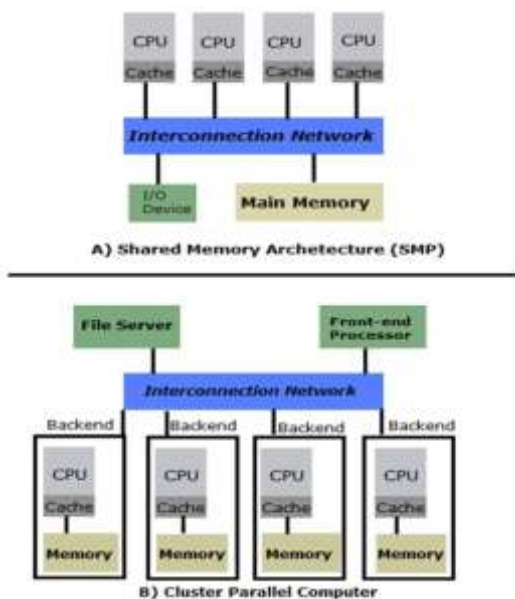 CPU CPU CPU CPU
Cache Cache Cache Cache
Interconnection Network
I/O
Device
Main Memory
A) Shared Memory Archetecture (SMP)
File Server
Front-end
Processor
Interconnection Network
Backend Backend Backend Backend
CPU CPU CPU CPU
Cache Cache Cache Cache
Memory Memory Memory Memory
B) Cluster Parallel Computer